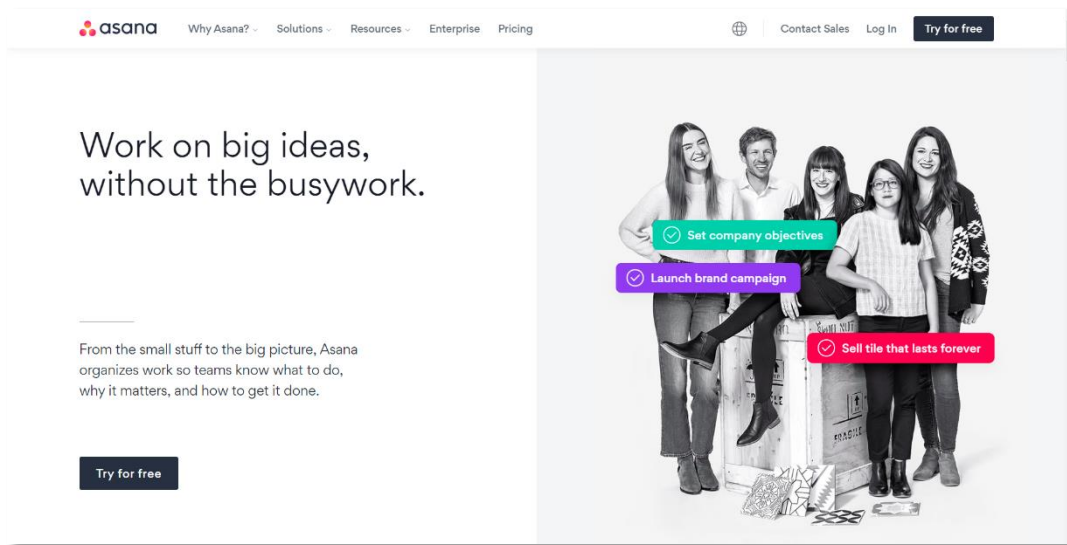 asana
Why Asana?
Solutions
Resources
Enterprise
Pricing
Contact Sales
Log In
Try for free
Work on big ideas,
without the busywork.
From the small stuff to the big picture, Asana
organizes work so teams know what to do,
why it matters, and how to get it done.
Try for free
Set company objectives
Launch brand campaign
Sell tile that lasts forever
FRAGILE